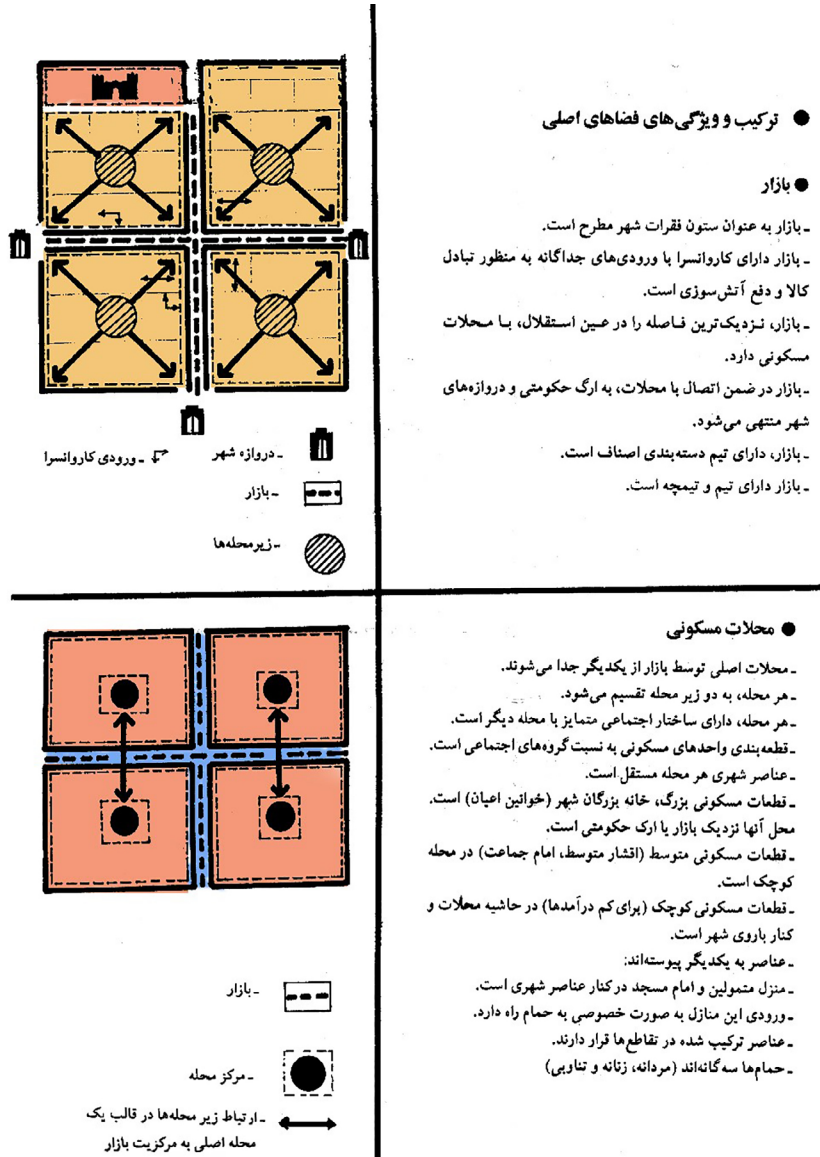 ● ترکیب و ویژگی‌های فضاهای اصلی
● بازار
ـ بازار به عنوان ستون فقرات شهر مطرح است.
ـ بازار دارای کاروانسرا با ورودی‌های جداگانه به منظور تبادل
کالا و دفع آتش‌سوزی است.
ـ بازار، نـزدیک‌ترین فـاصله را در عـین اسـتقلال، بـا مـحلات
مسکونی دارد.
ـ بازار در ضمن اتصال با محلات، به ارگ حکومتی و دروازه‌های
شهر منتهی می‌شود.
ـ بازار، دارای تیم دسته‌بندی اصناف است.
ـ بازار دارای تیم و تیمچه است.
ـ دروازه شهر
ـ ورودی کاروانسرا
ـ بازار
ـ زیرمحله‌ها
● محلات مسکونی
ـ محلات اصلی توسط بازار از یکدیگر جدا می‌شوند.
ـ هر محله، به دو زیر محله تقسیم می‌شود.
ـ هر محله، دارای ساختار اجتماعی متمایز با محله دیگر است.
ـ قطعه‌بندی واحدهای مسکونی به نسبت گروه‌های اجتماعی است.
ـ عناصر شهری هر محله مستقل است.
ـ قطعات مسکونی بزرگ، خانه بزرگان شهر (خواتین اعیان) است.
محل آنها نزدیک بازار یا ارک حکومتی است.
ـ قطعات مسکونی متوسط (اقشار متوسط، امام جماعت) در محله
کوچک است.
ـ قطعات مسکونی کوچک (برای کم درآمدها) در حاشیه محلات و
کنار باروی شهر است.
ـ عناصر به یکدیگر پیوسته‌اند:
ـ منزل متمولین و امام مسجد در کنار عناصر شهری است.
ـ ورودی این منازل به صورت خصوصی به حمام راه دارد.
ـ عناصر ترکیب شده در تقاطع‌ها قرار دارند.
ـ حمام‌ها سه‌گانه‌اند (مردانه، زنانه و تناوبی)
ـ بازار
ـ مرکز محله
ـ ارتباط زیر محله‌ها در قالب یک
محله اصلی به مرکزیت بازار